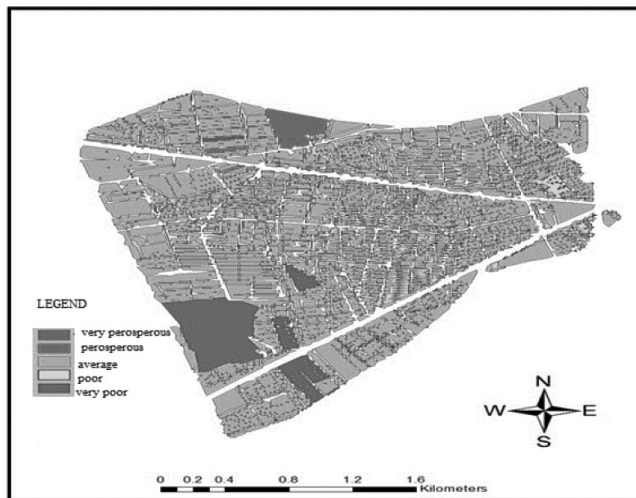 LEGEND
very perosperous
perosperous
average
poor
very poor
N
W E
S
0 0.2 0.4 0.8 1.2 1.6
Kilometers